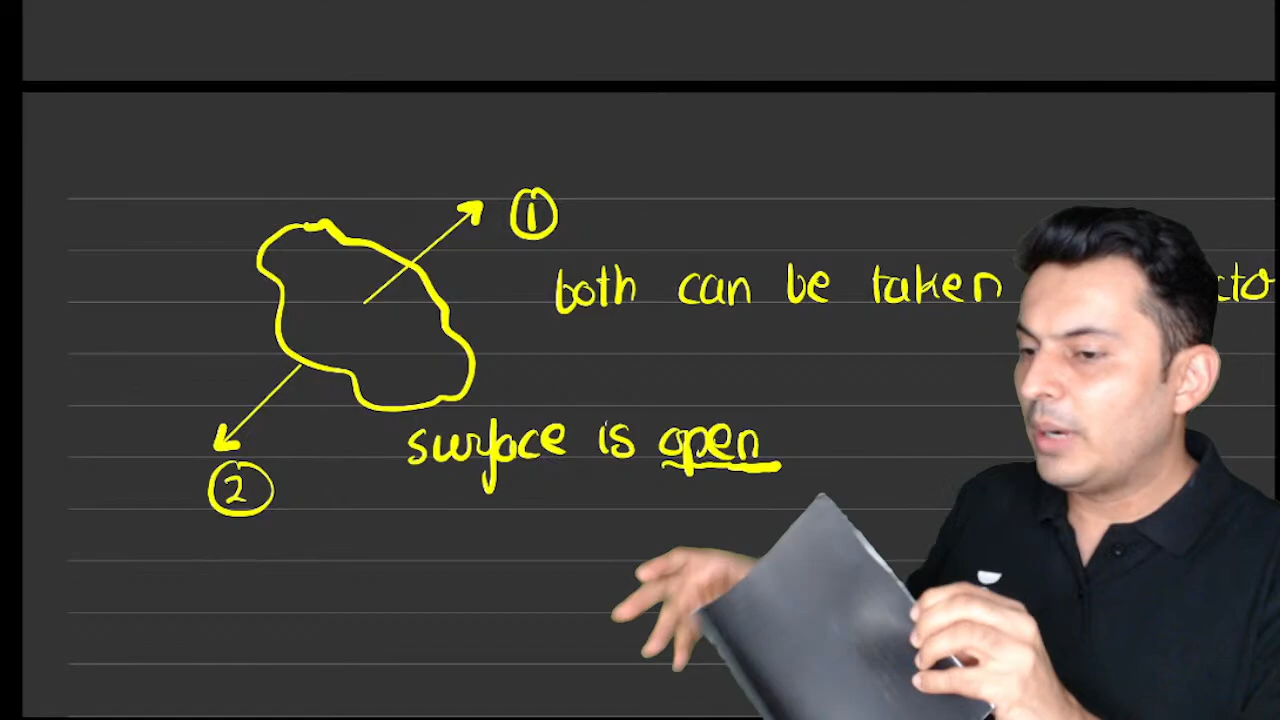 1
both can be taken
surface is open
2